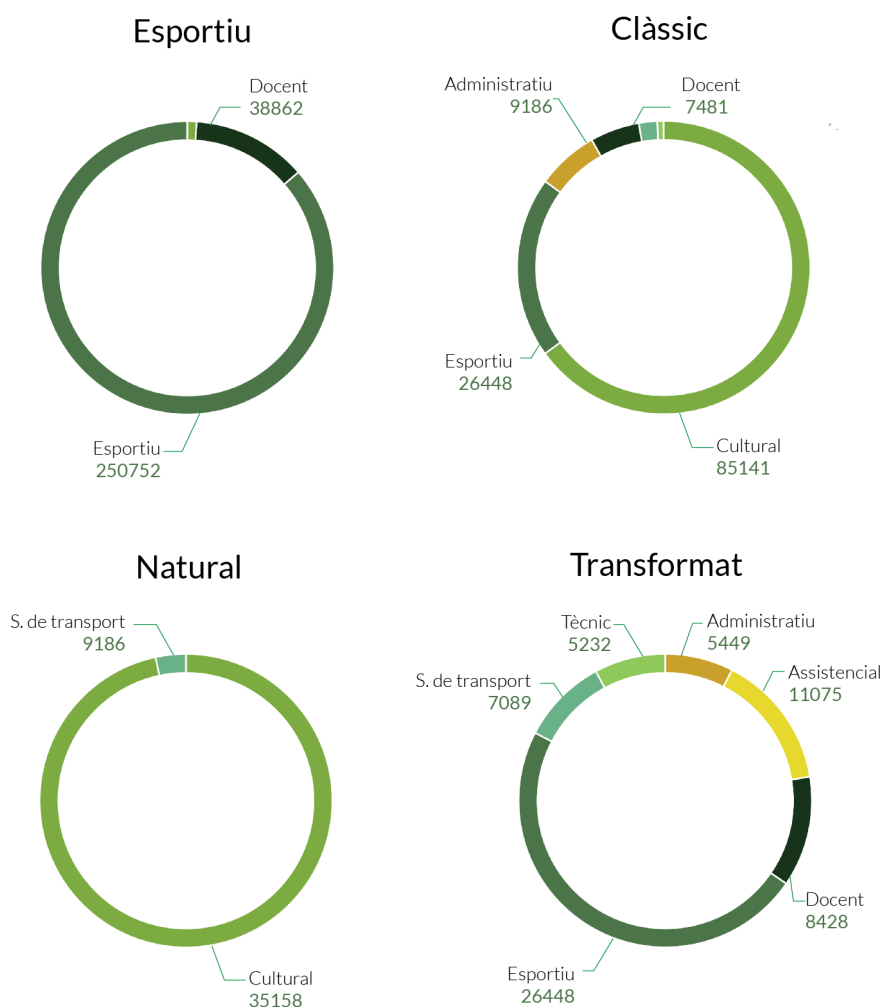 Esportiu
Docent
38862
Esportiu
250752
Clàssic
Administratiu
9186
Docent
7481
Esportiu
26448
Cultural
85141
Natural
S. de transport
9186
Cultural
35158
Transformat
Tècnic
5232
Administratiu
5449
Assistencial
11075
S. de transport
7089
Docent
8428
Esportiu
26448